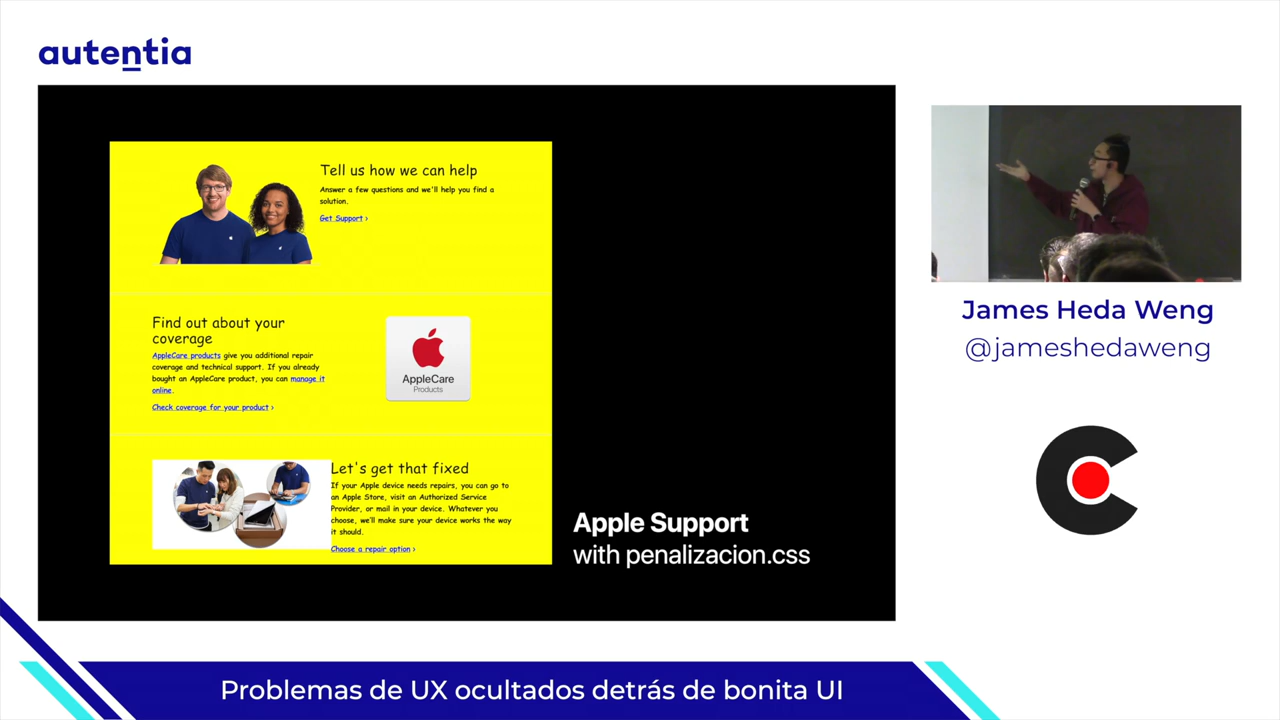 autentia
Tell us how we can help
Answer a few questions and we'll help you find a
solution.
Get Support ›
Find out about your
coverage
AppleCare products give you additional repair
coverage and technical support. If you already
bought an AppleCare product, you can manage it
online.
Check coverage for your product ›
AppleCare
Products
Let's get that fixed
If your Apple device needs repairs, you can go to
an Apple Store, visit an Authorized Service
Provider, or mail in your device. Whatever you
choose, we'll make sure your device works the way
it should.
Choose a repair option ›
Apple Support
with penalizacion.css
James Heda Weng
@jameshedaweng
Problemas de UX ocultados detrás de bonita UI